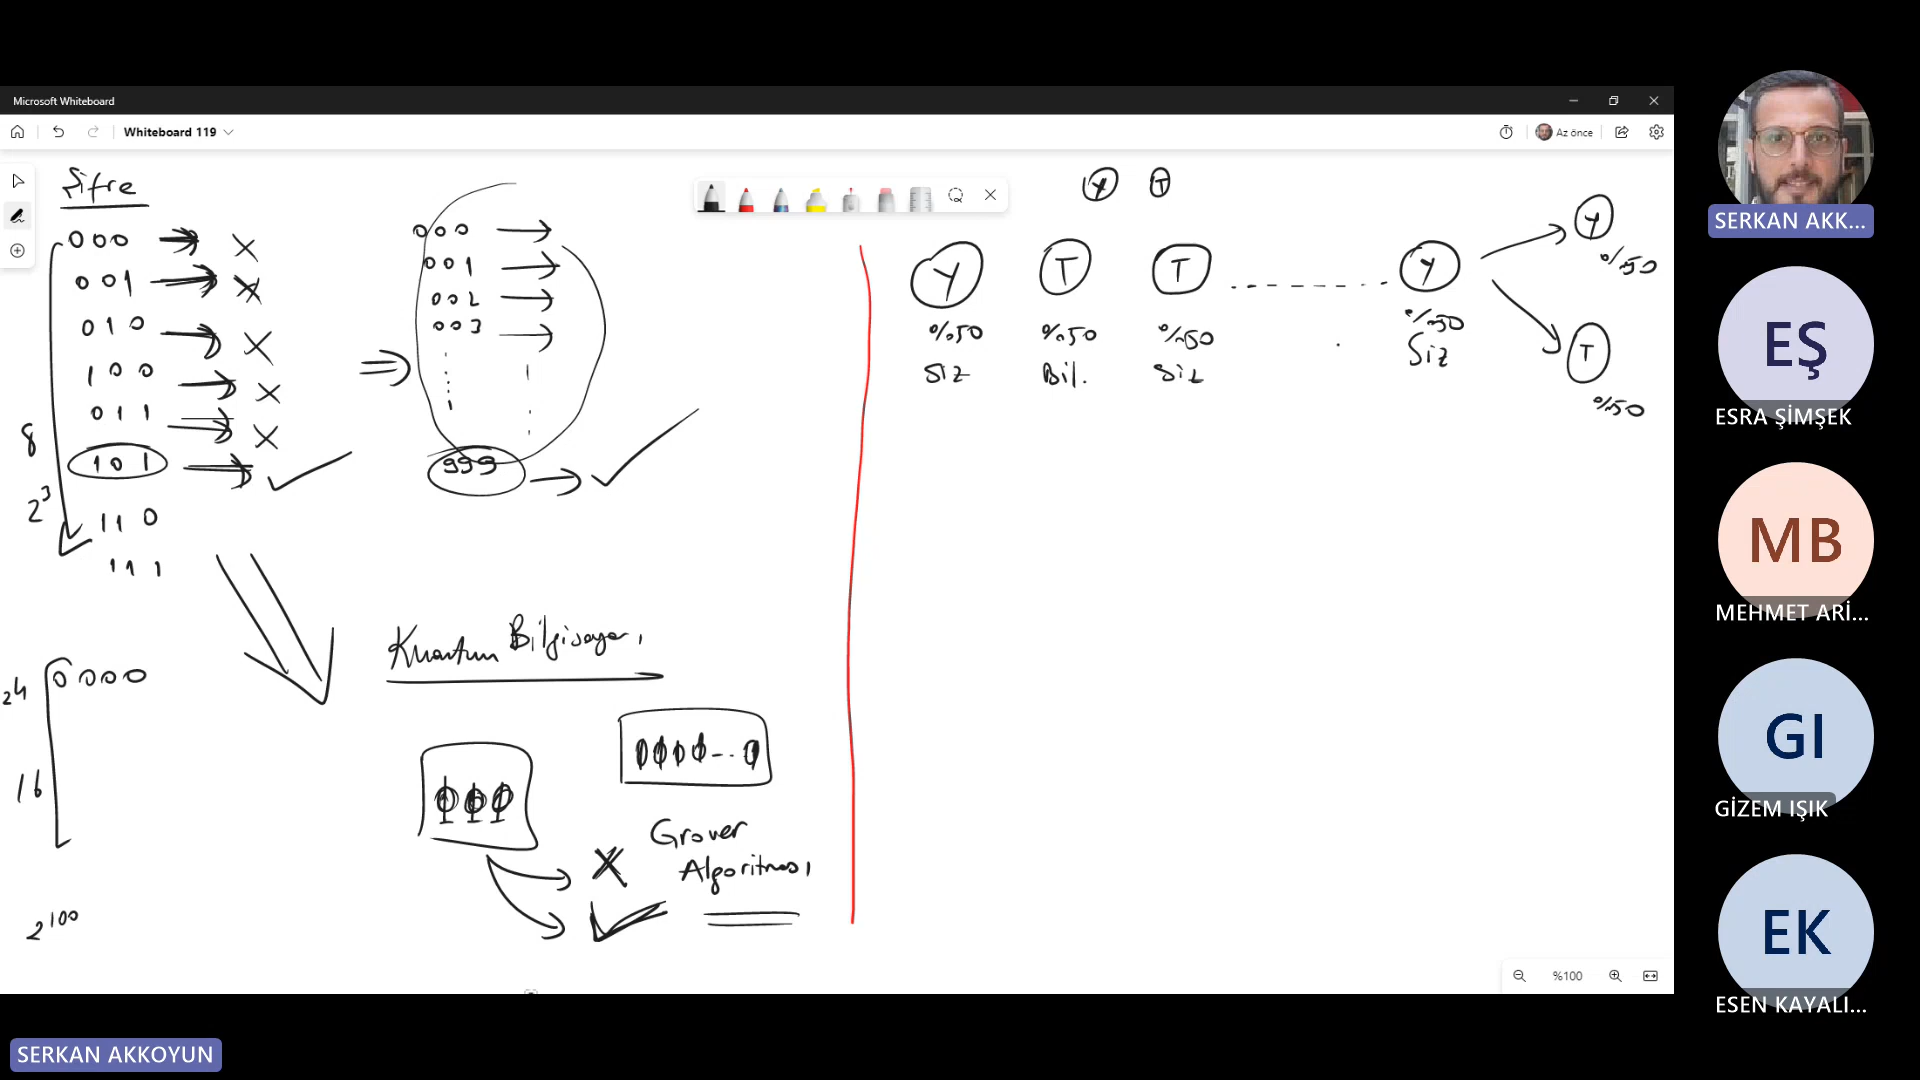 Microsoft Whiteboard
Whiteboard 119
Az önce
Şifre
000
001
010
100
011
101
110
111
8
2³
000
001
002
003
999
0000
2⁴
16
2¹⁰⁰
Kuantum Bilgisayarı
Grover
Algoritması
Y T
Y T T Y
%50 %50 %50 %50
Siz Bil. Siz Siz
Y
%50
T
%50
%100
SERKAN AKK...
EŞ
ESRA ŞİMŞEK
MB
MEHMET ARİ...
GI
GİZEM IŞIK
EK
ESEN KAYALI...
SERKAN AKKOYUN